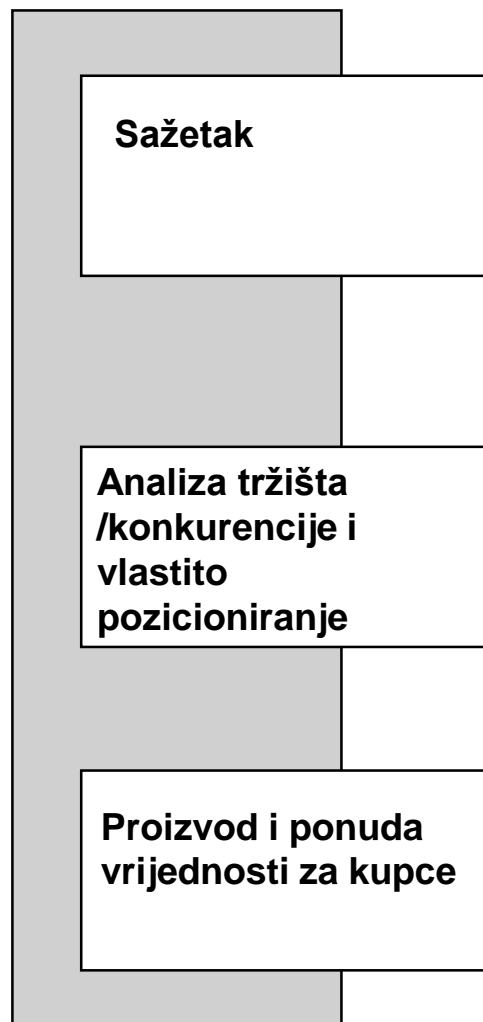 Sažetak
Analiza tržišta
/konkurencije i
vlastito
pozicioniranje
Proizvod i ponuda
vrijednosti za kupce